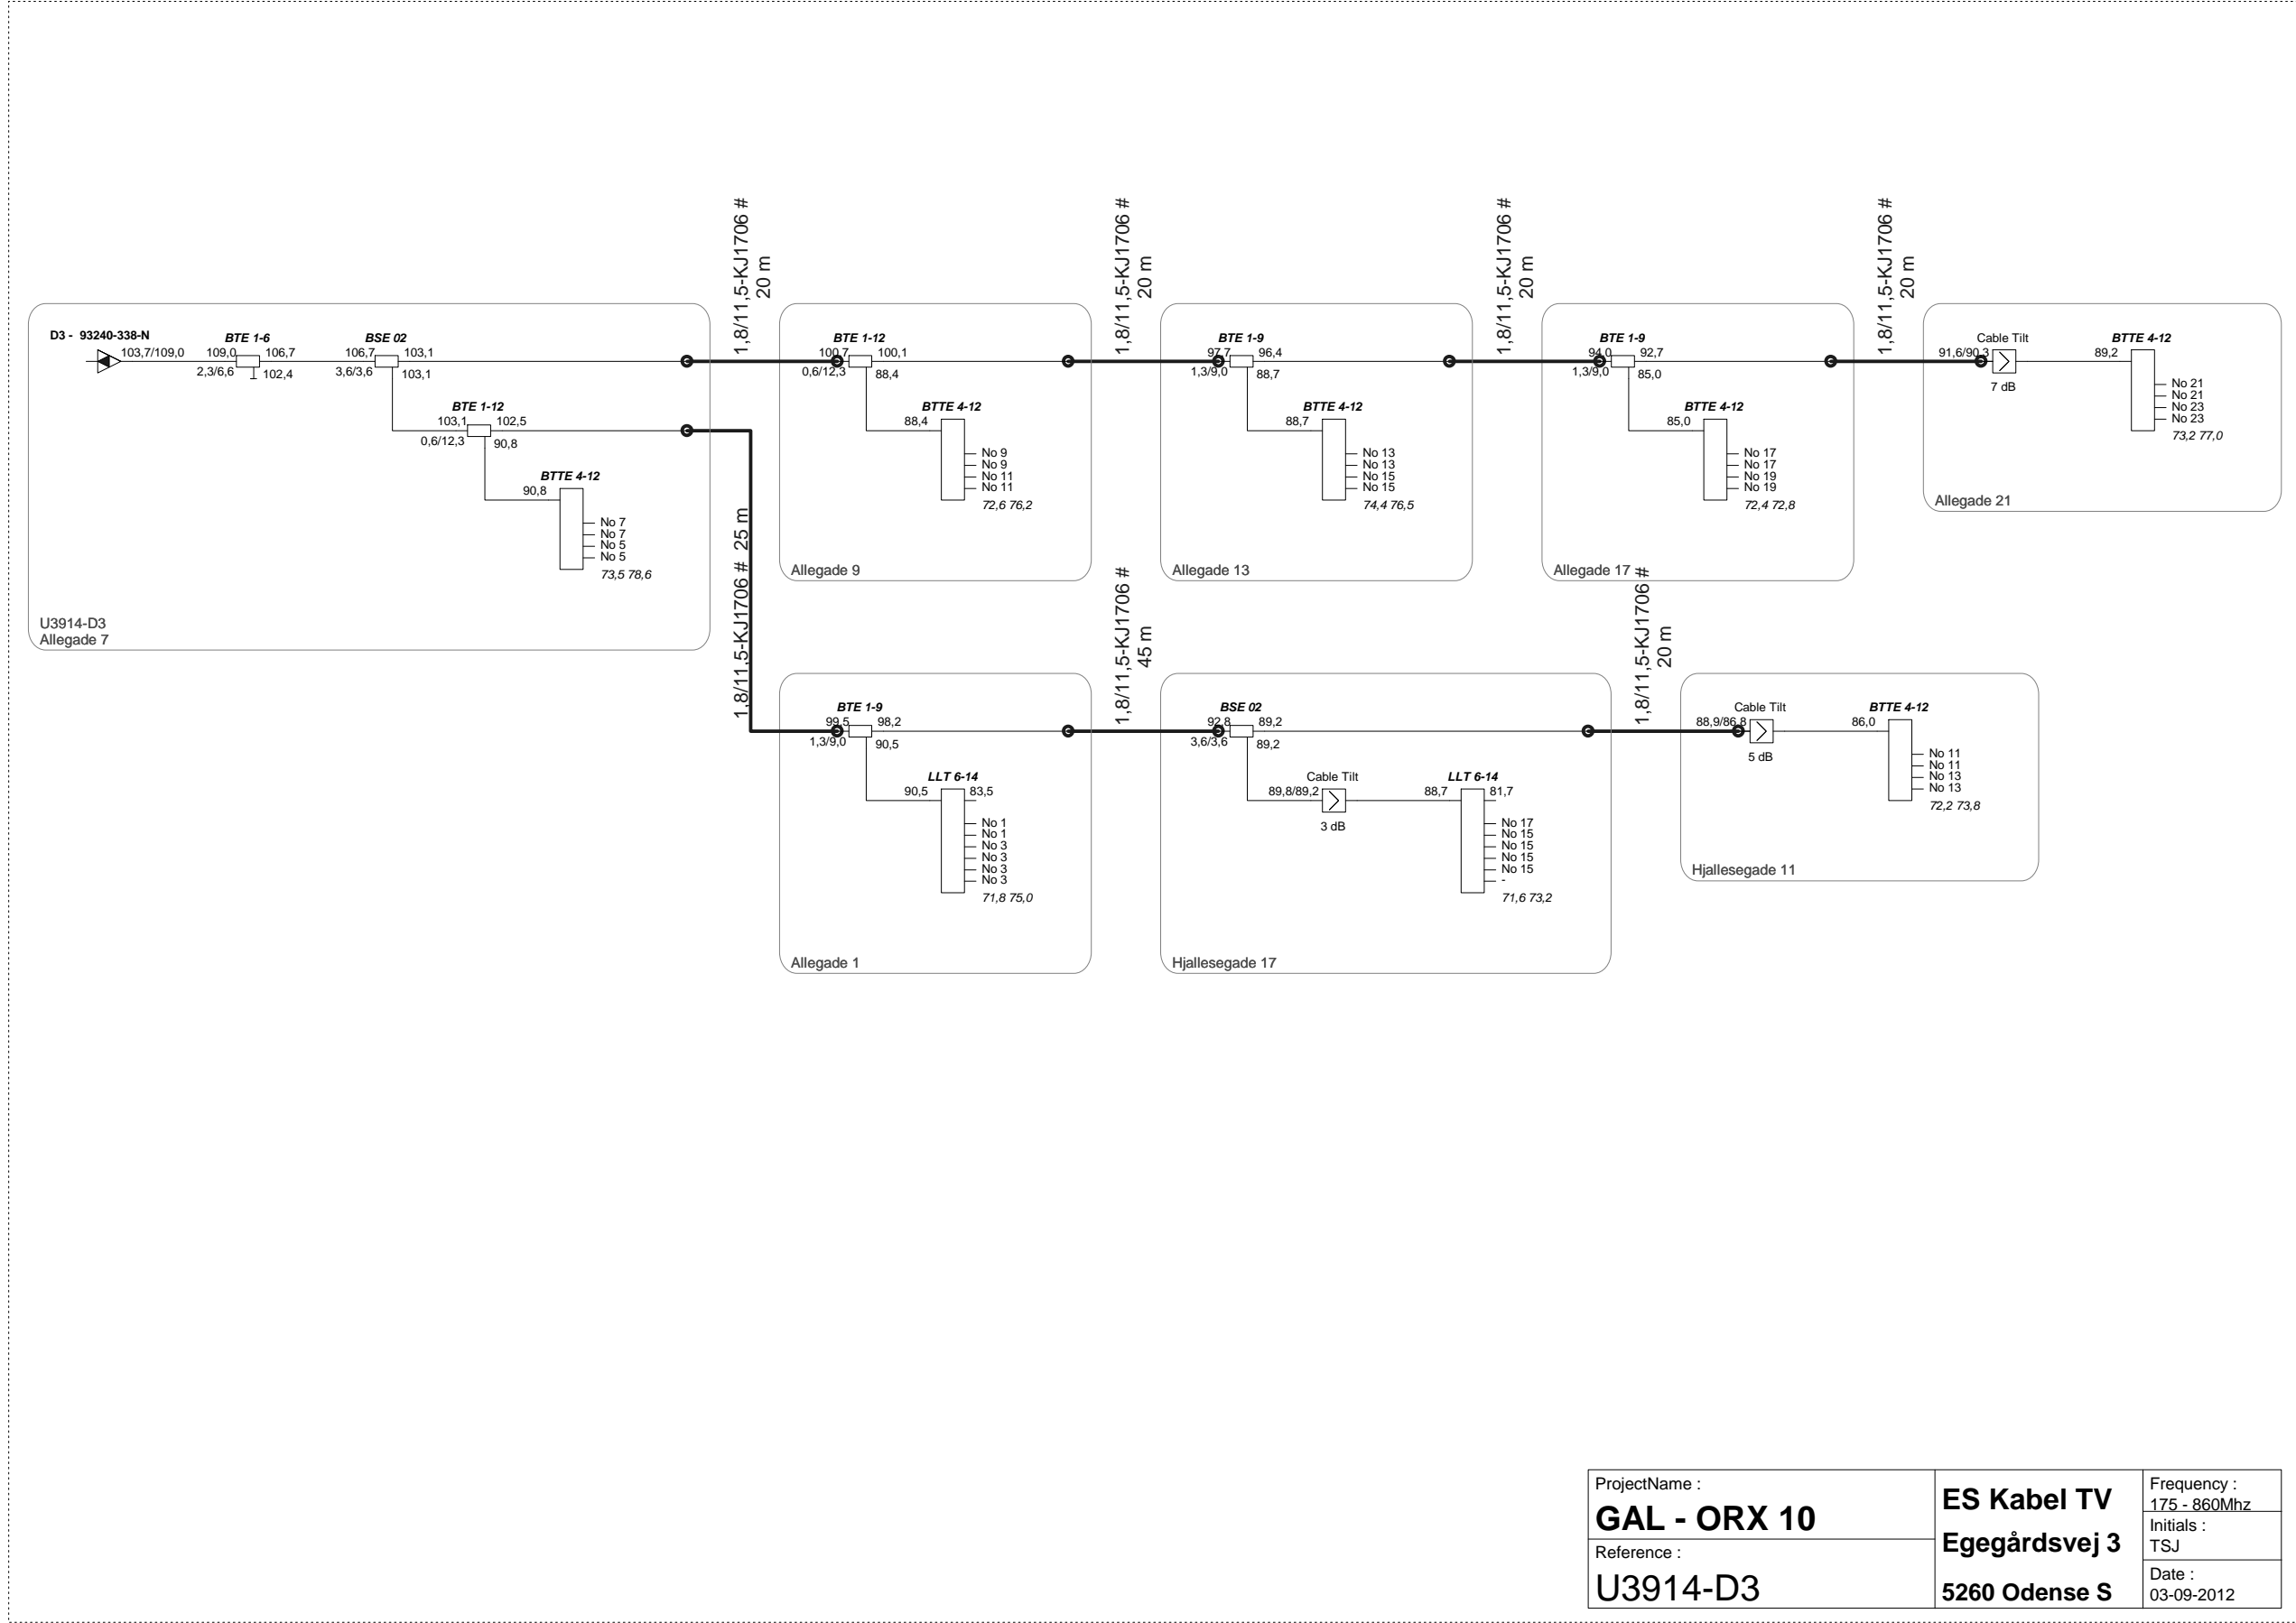 1,8/11,5-KJ1706 #
20 m
1,8/11,5-KJ1706 #
20 m
1,8/11,5-KJ1706 #
20 m
1,8/11,5-KJ1706 #
20 m
D3 - 93240-338-N
103,7/109,0
BTE 1-6
109,0 106,7
2,3/6,6 102,4
BSE 02
106,7 103,1
3,6/3,6 103,1
BTE 1-12
103,1 102,5
0,6/12,3 90,8
BTTE 4-12
90,8
No 7
No 7
No 5
No 5
73,5 78,6
U3914-D3
Allegade 7
BTE 1-12
100,7 100,1
0,6/12,3 88,4
BTTE 4-12
88,4
No 9
No 9
No 11
No 11
72,6 76,2
Allegade 9
BTE 1-9
97,7 96,4
1,3/9,0 88,7
BTTE 4-12
88,7
No 13
No 13
No 15
No 15
74,4 76,5
Allegade 13
BTE 1-9
94,0 92,7
1,3/9,0 85,0
BTTE 4-12
85,0
No 17
No 17
No 19
No 19
72,4 72,8
Allegade 17
Cable Tilt
91,6/90,3
7 dB
BTTE 4-12
89,2
No 21
No 21
No 23
No 23
73,2 77,0
Allegade 21
1,8/11,5-KJ1706 # 25 m
1,8/11,5-KJ1706 #
45 m
1,8/11,5-KJ1706 #
20 m
BTE 1-9
99,5 98,2
1,3/9,0 90,5
LLT 6-14
90,5 83,5
No 1
No 1
No 3
No 3
No 3
No 3
71,8 75,0
Allegade 1
BSE 02
92,8 89,2
3,6/3,6 89,2
Cable Tilt
89,8/89,2
3 dB
LLT 6-14
88,7 81,7
No 17
No 15
No 15
No 15
No 15
-
71,6 73,2
Hjallesegade 17
Cable Tilt
88,9/86,8
5 dB
BTTE 4-12
86,0
No 11
No 11
No 13
No 13
72,2 73,8
Hjallesegade 11
ProjectName :
GAL - ORX 10
Reference :
U3914-D3
ES Kabel TV
Egegårdsvej 3
5260 Odense S
Frequency :
175 - 860Mhz
Initials :
TSJ
Date :
03-09-2012